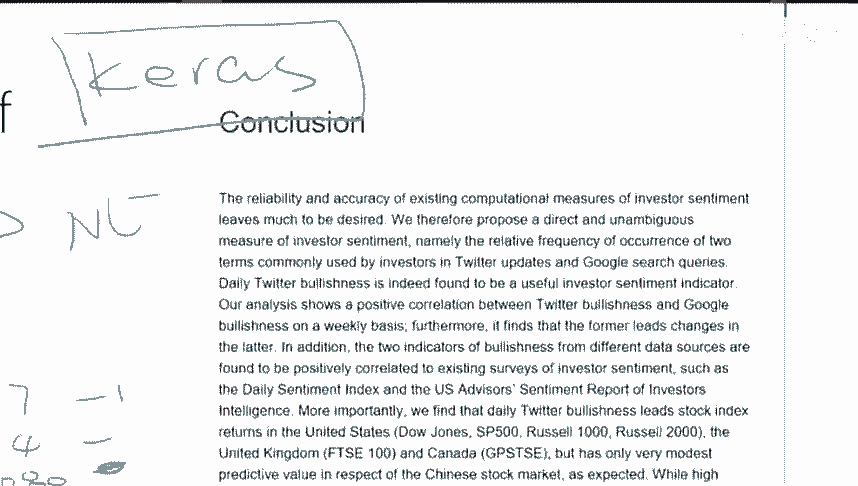 Keras
f
Conclusion
The reliability and accuracy of existing computational measures of investor sentiment
leaves much to be desired. We therefore propose a direct and unambiguous
measure of investor sentiment, namely the relative frequency of occurrence of two
terms commonly used by investors in Twitter updates and Google search queries.
Daily Twitter bullishness is indeed found to be a useful investor sentiment indicator.
Our analysis shows a positive correlation between Twitter bullishness and Google
bullishness on a weekly basis; furthermore, it finds that the former leads changes in
the latter. In addition, the two indicators of bullishness from different data sources are
found to be positively correlated to existing surveys of investor sentiment, such as
7 -1
the Daily Sentiment Index and the US Advisors' Sentiment Report of Investors
Intelligence. More importantly, we find that daily Twitter bullishness leads stock index
returns in the United States (Dow Jones, SP500, Russell 1000, Russell 2000), the
4 -
United Kingdom (FTSE 100) and Canada (GPSTSE), but has only very modest
predictive value in respect of the Chinese stock market, as expected. While high